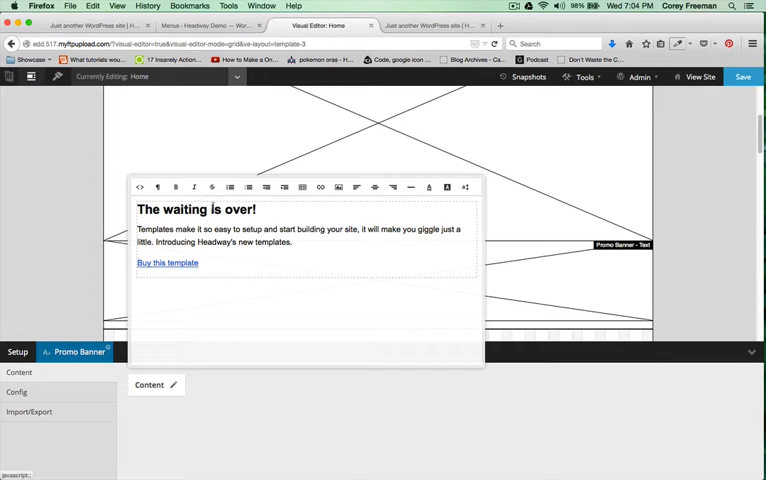 Firefox File Edit View History Bookmarks Tools Window Help 98% Wed 7:04 PM Corey Freeman
Just another WordPress site | H... Menus - Headway Demo — Wor... Visual Editor: Home Just another WordPress site | H...
edd.517.myftpupload.com/?visual-editor=true&visual-editor-mode=grid&ve-layout=template-3 Search
Showcase What tutorials wou... 17 Insanely Action... How to Make a On... pokemon oras - H... Code, google icon ... Blog Archives - Ca... Podcast Don't Waste the C...
Currently Editing: Home Snapshots Tools Admin View Site Save
The waiting is over!
Templates make it so easy to setup and start building your site, it will make you giggle just a
little. Introducing Headway's new templates.
Promo Banner - Text
Buy this template
Setup Promo Banner
Content
Content
Config
Import/Export
javascript:;